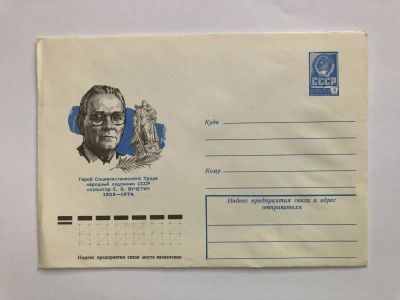 СССР
4
Куда
Кому
Индекс предприятия связи и адрес
отправителя
Герой Социалистического Труда
народный художник СССР
скульптор Е. В. ВУЧЕТИЧ
1908—1974
Индекс предприятия связи места назначения